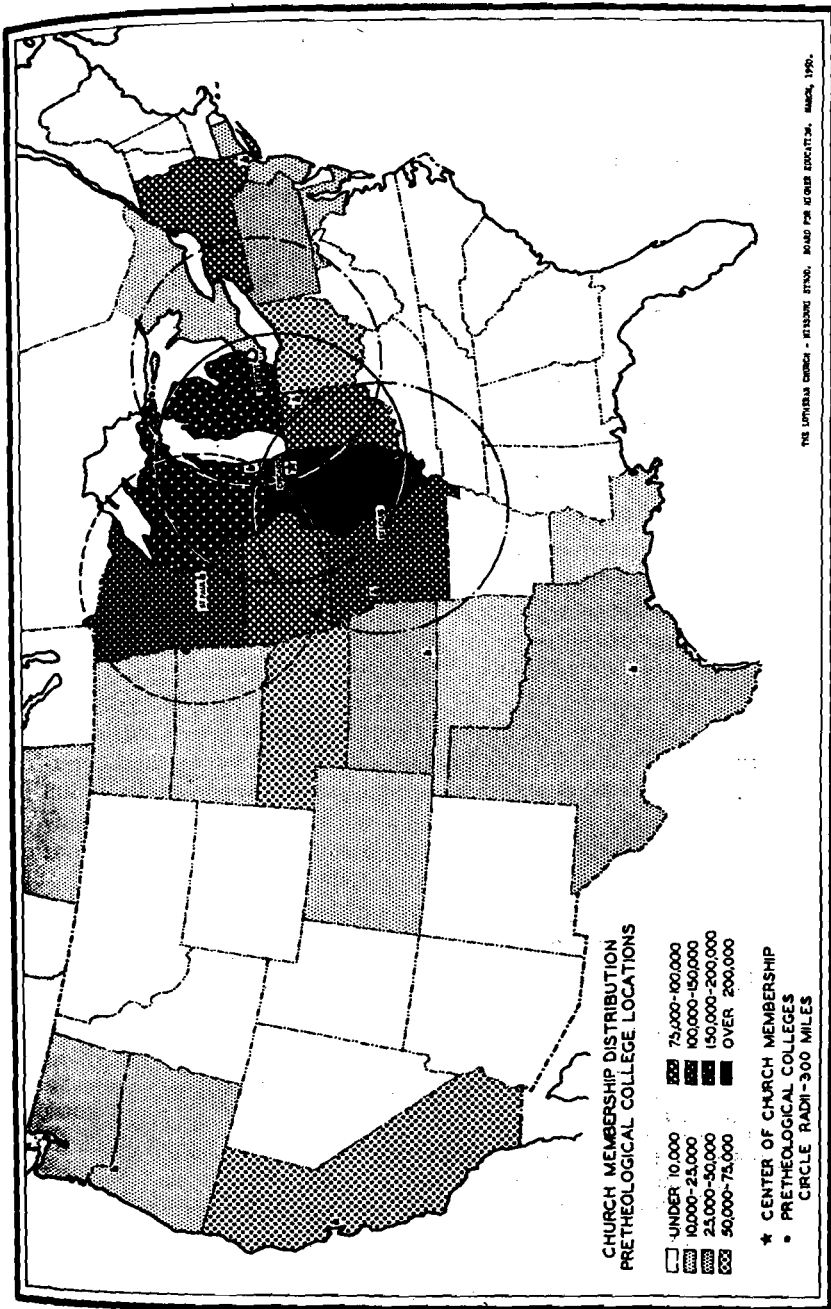 CHURCH MEMBERSHIP DISTRIBUTION
PRETHEOLOGICAL COLLEGE LOCATIONS
UNDER 10,000
10,000-25,000
25,000-50,000
50,000-75,000
75,000-100,000
100,000-150,000
150,000-200,000
OVER 200,000
★ CENTER OF CHURCH MEMBERSHIP
• PRETHEOLOGICAL COLLEGES
CIRCLE RADII-300 MILES
THE LUTHERAN CHURCH - MISSOURI SYNOD. BOARD FOR HIGHER EDUCATION. MARCH, 1950.